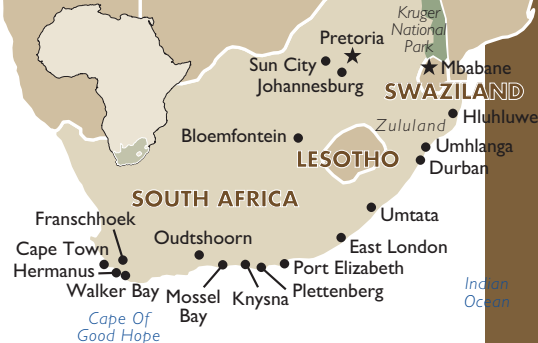 Kruger
National
Park
Pretoria
Sun City
Mbabane
Johannesburg
SWAZILAND
Hluhluwe
Zululand
Bloemfontein
Umhlanga
LESOTHO
Durban
SOUTH AFRICA
Umtata
Franschhoek
Oudtshoorn
East London
Cape Town
Hermanus
Port Elizabeth
Walker Bay
Plettenberg
Mossel
Bay
Knysna
Indian
Ocean
Cape Of
Good Hope